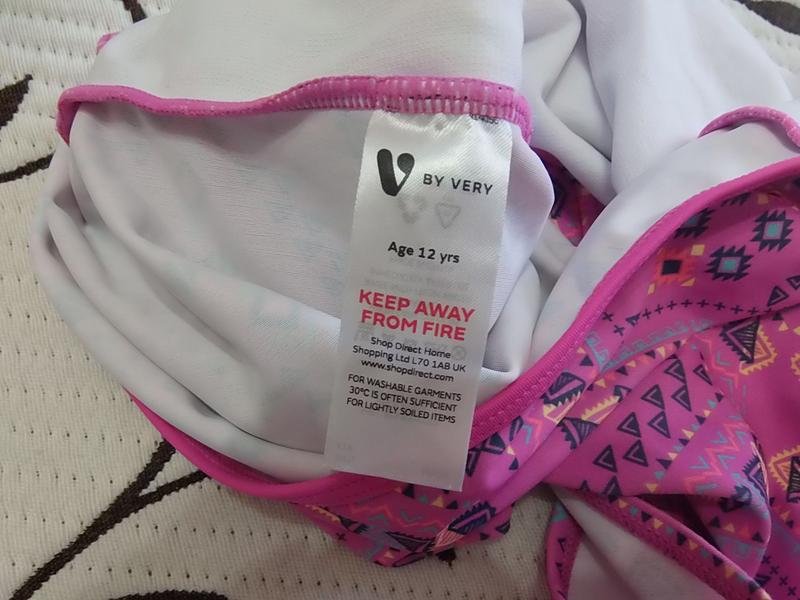 V BY VERY
Age 12 yrs
KEEP AWAY
FROM FIRE
Shop Direct Home
Shopping Ltd L70 1AB UK
www.shopdirect.com
FOR WASHABLE GARMENTS
30°C IS OFTEN SUFFICIENT
FOR LIGHTLY SOILED ITEMS